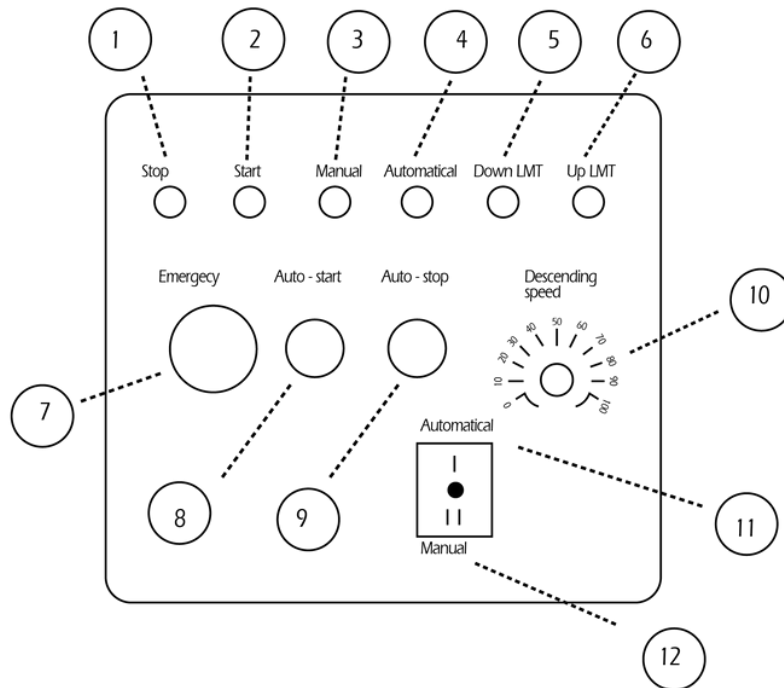 1 2 3 4 5 6
Stop Start Manual Automatical Down LMT Up LMT
Emergecy Auto - start Auto - stop Descending
speed
0 10 20 30 40 50 60 70 80 90 100
10
7
Automatical
I
II
Manual
8 9 11
12